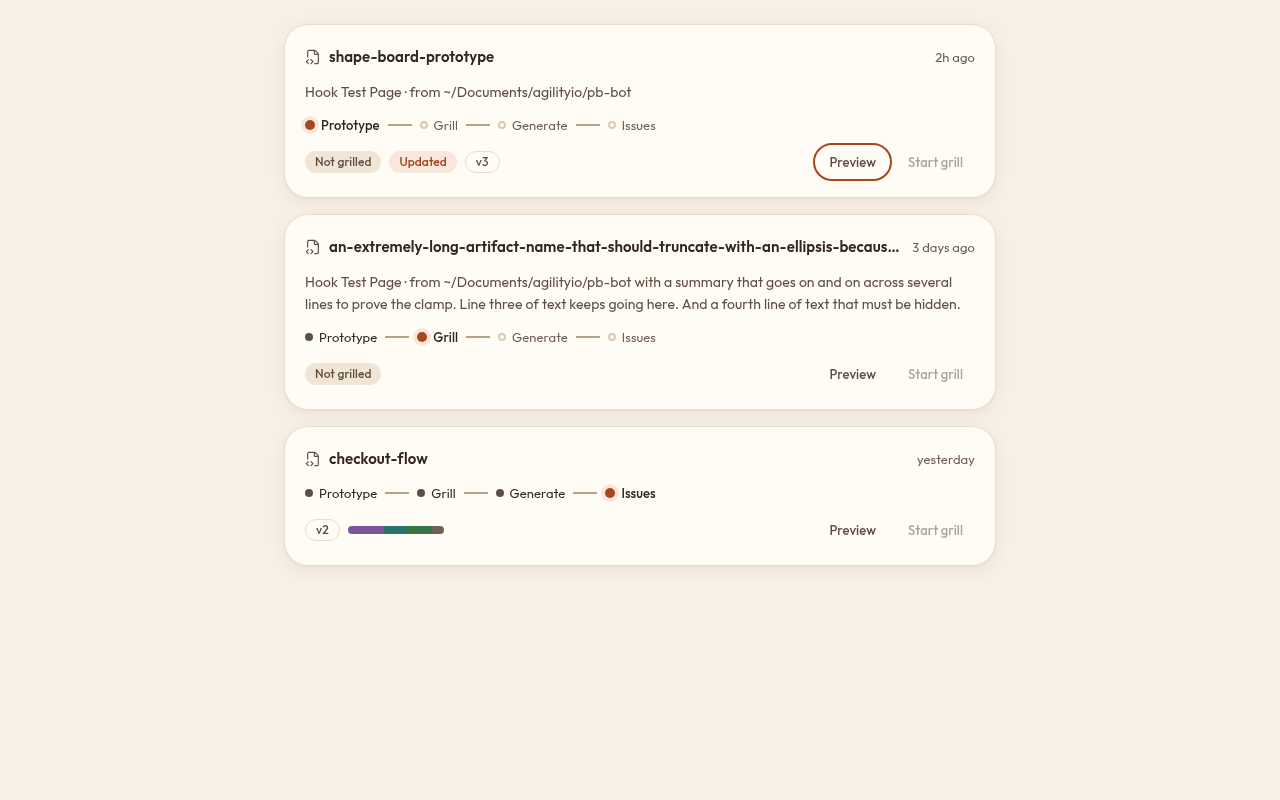 shape-board-prototype 2h ago
Hook Test Page · from ~/Documents/agilityio/pb-bot
Prototype Grill Generate Issues
Not grilled Updated v3 Preview Start grill
an-extremely-long-artifact-name-that-should-truncate-with-an-ellipsis-becaus... 3 days ago
Hook Test Page · from ~/Documents/agilityio/pb-bot with a summary that goes on and on across several
lines to prove the clamp. Line three of text keeps going here. And a fourth line of text that must be hidden.
Prototype Grill Generate Issues
Not grilled Preview Start grill
checkout-flow yesterday
Prototype Grill Generate Issues
v2 Preview Start grill